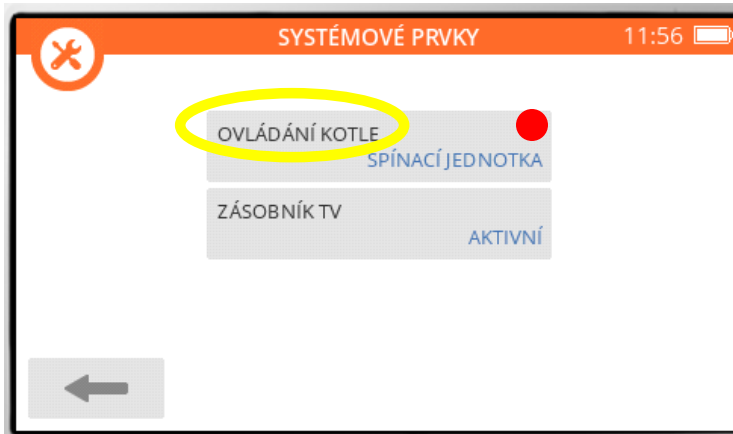 SYSTÉMOVÉ PRVKY 11:56
OVLÁDÁNÍ KOTLE
SPÍNACÍ JEDNOTKA
ZÁSOBNÍK TV
AKTIVNÍ